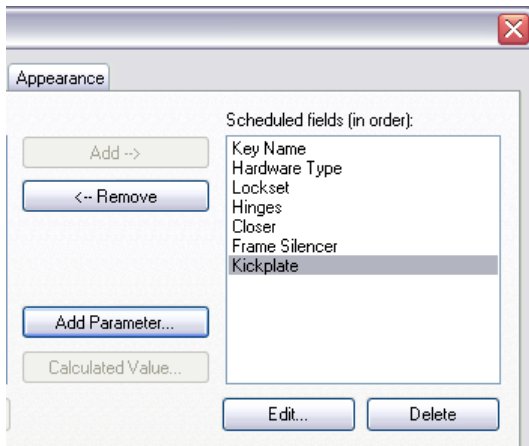 Appearance
Scheduled fields (in order):
Add -->
<-- Remove
Key Name
Hardware Type
Lockset
Hinges
Closer
Frame Silencer
Kickplate
Add Parameter...
Calculated Value...
Edit...
Delete